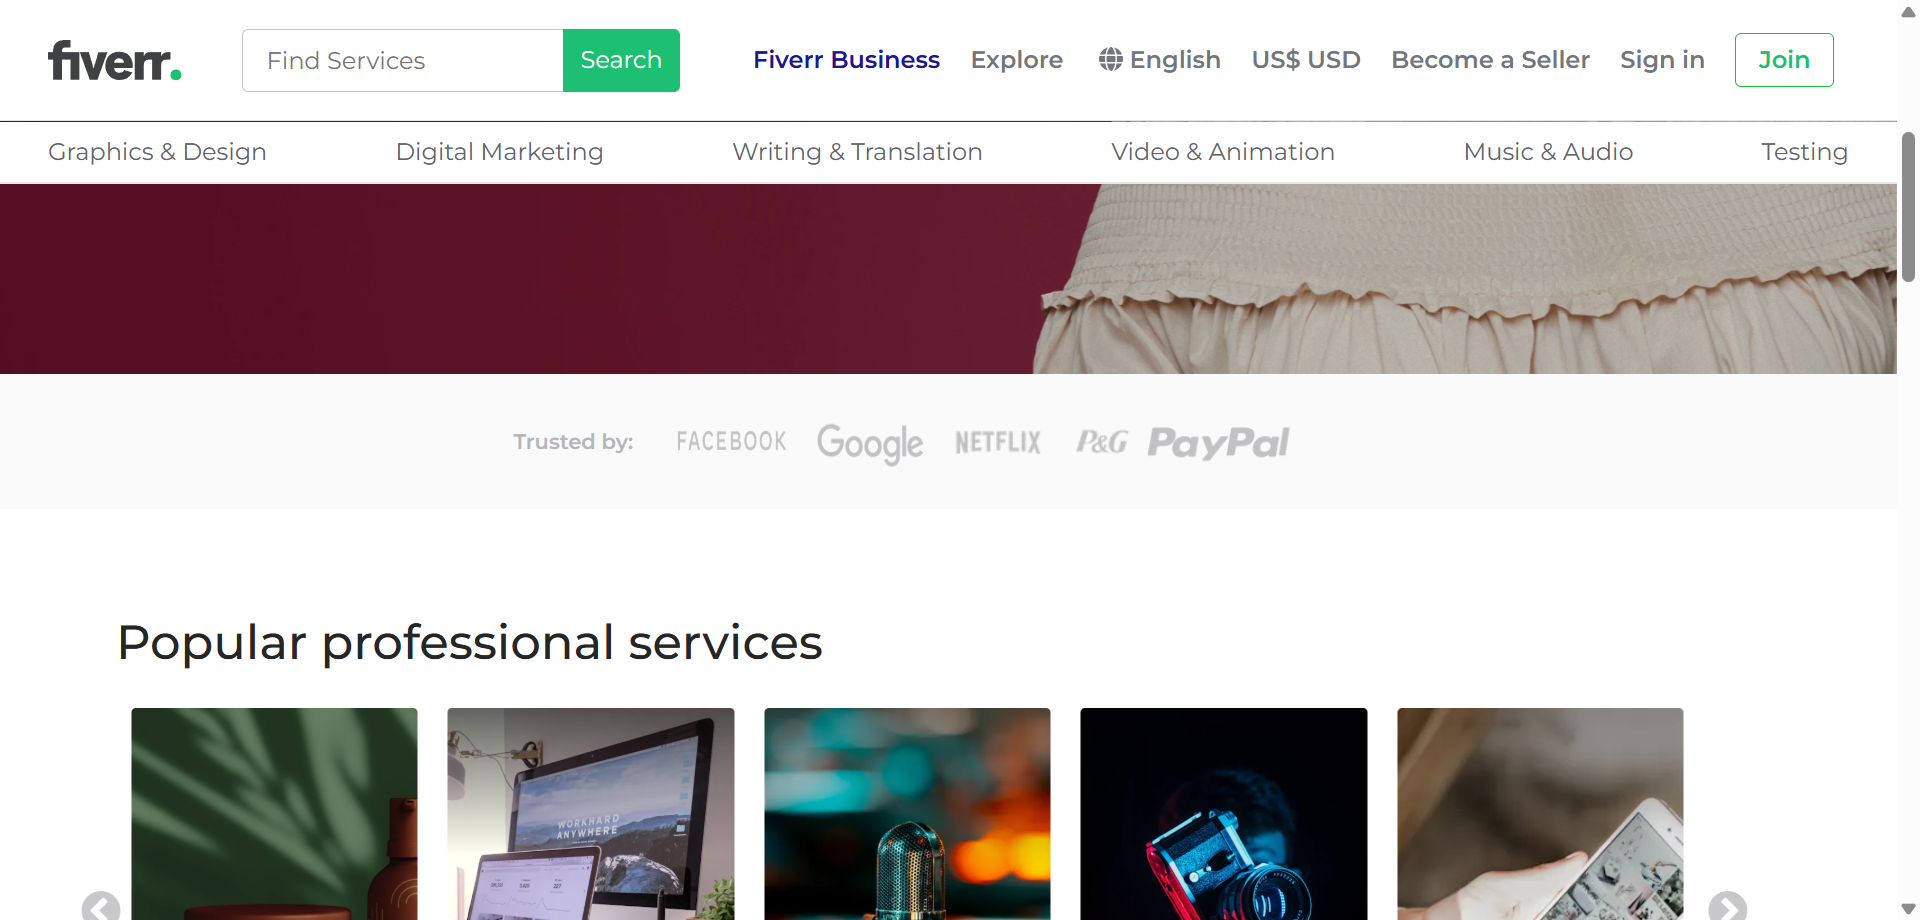 fiverr.
Find Services
Search
Fiverr Business
Explore
English
US$ USD
Become a Seller
Sign in
Join
Graphics & Design
Digital Marketing
Writing & Translation
Video & Animation
Music & Audio
Testing
Trusted by:
FACEBOOK
Google
NETFLIX
P&G
PayPal
Popular professional services
WORKHARD
ANYWHERE